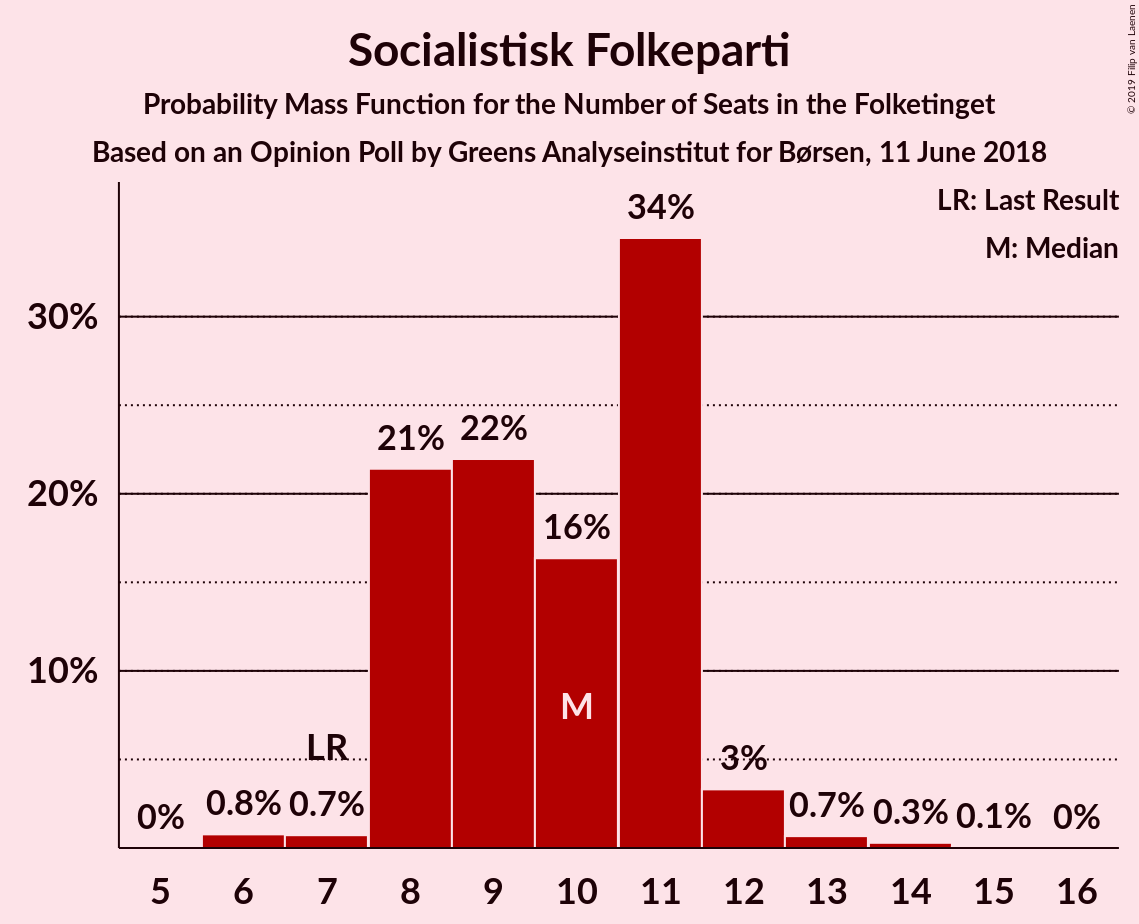 Socialistisk Folkeparti
Probability Mass Function for the Number of Seats in the Folketinget
Based on an Opinion Poll by Greens Analyseinstitut for Børsen, 11 June 2018
© 2019 Filip van Laenen
LR: Last Result
M: Median
34%
30%
22%
21%
20%
16%
10%
M
LR
3%
0%
0.8%
0.7%
0.7%
0.3%
0.1%
0%
5 6 7 8 9 10 11 12 13 14 15 16